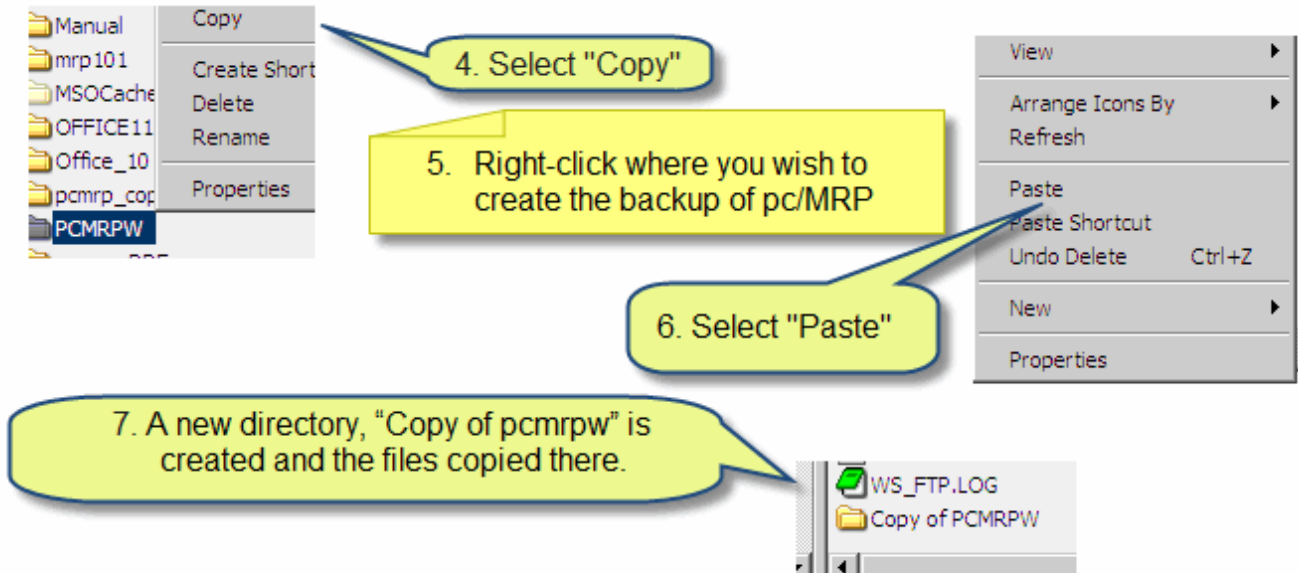 Manual
mrp101
MSOCache
OFFICE11
Office_10
pcmrp_cop
PCMRPW
Copy
Create Short
Delete
Rename
Properties
4. Select "Copy"
5. Right-click where you wish to
create the backup of pc/MRP
View
Arrange Icons By
Refresh
Paste
Paste Shortcut
Undo Delete Ctrl+Z
New
Properties
6. Select "Paste"
7. A new directory, “Copy of pcmrpw” is
created and the files copied there.
WS_FTP.LOG
Copy of PCMRPW